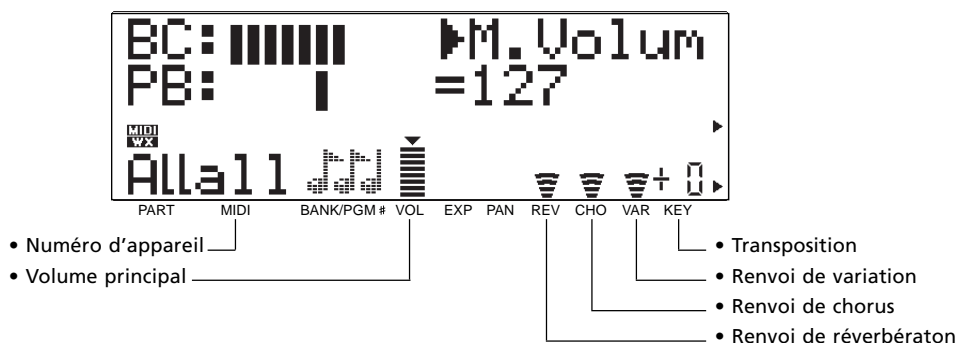 BC: ▶M.Volum
PB: =127
MIDI
WX
Allall + 0
PART MIDI BANK/PGM # VOL EXP PAN REV CHO VAR KEY
• Numéro d’appareil • Transposition
• Volume principal • Renvoi de variation
• Renvoi de chorus
• Renvoi de réverbératon